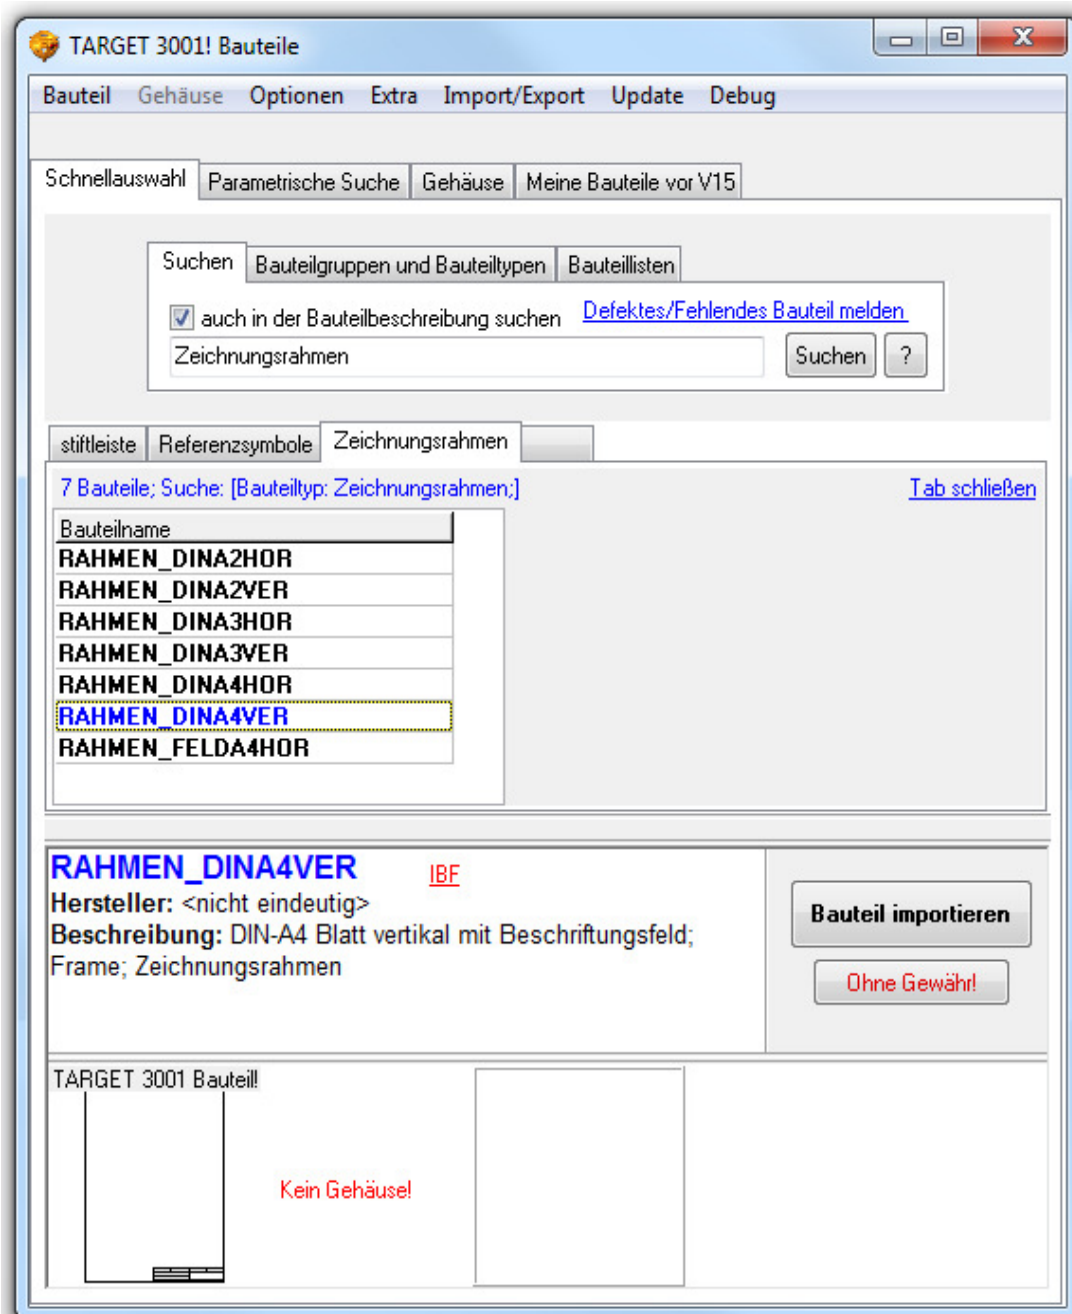 TARGET 3001! Bauteile
Bauteil Gehäuse Optionen Extra Import/Export Update Debug
Schnellauswahl Parametrische Suche Gehäuse Meine Bauteile vor V15
Suchen Bauteilgruppen und Bauteiltypen Bauteillisten
auch in der Bauteilbeschreibung suchen Defektes/Fehlendes Bauteil melden
Zeichnungsrahmen Suchen ?
stiftleiste Referenzsymbole Zeichnungsrahmen
7 Bauteile; Suche: [Bauteiltyp: Zeichnungsrahmen;] Tab schließen
Bauteilname
RAHMEN_DINA2HOR
RAHMEN_DINA2VER
RAHMEN_DINA3HOR
RAHMEN_DINA3VER
RAHMEN_DINA4HOR
RAHMEN_DINA4VER
RAHMEN_FELDA4HOR
RAHMEN_DINA4VER IBF
Hersteller: <nicht eindeutig>
Beschreibung: DIN-A4 Blatt vertikal mit Beschriftungsfeld;
Frame; Zeichnungsrahmen
Bauteil importieren
Ohne Gewähr!
TARGET 3001 Bauteil!
Kein Gehäuse!